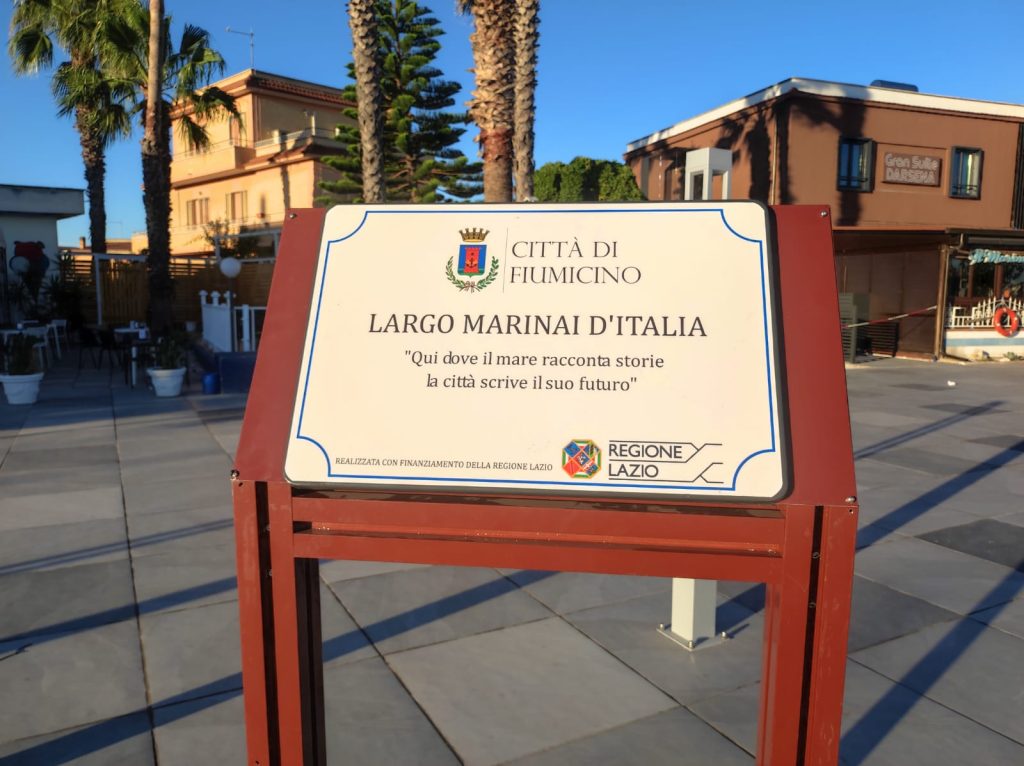 CITTÀ DI
FIUMICINO
LARGO MARINAI D'ITALIA
"Qui dove il mare racconta storie
la città scrive il suo futuro"
REALIZZATA CON FINANZIAMENTO DELLA REGIONE LAZIO
REGIONE
LAZIO
Gran Sulla
DARSENA